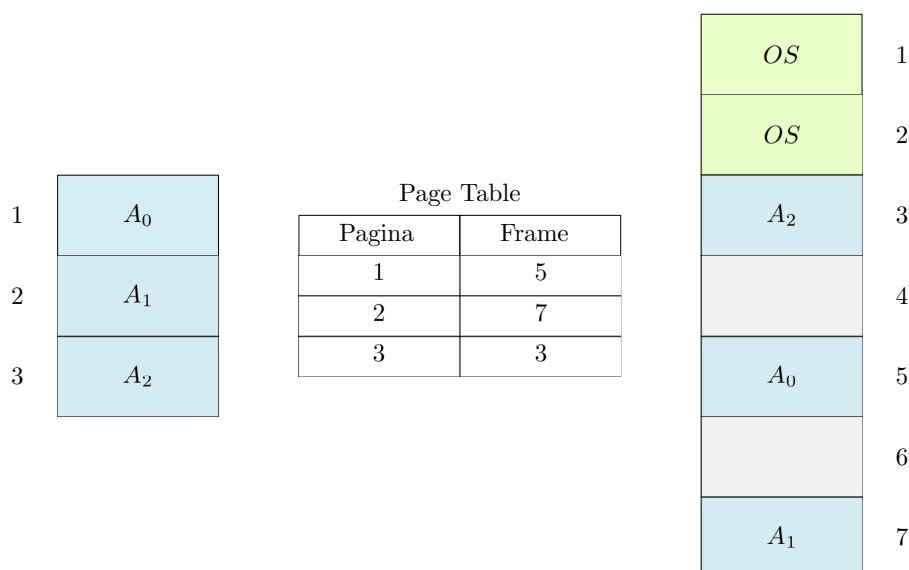 1 A₀
2 A₁
3 A₂
Page Table
Pagina Frame
1 5
2 7
3 3
OS 1
OS 2
A₂ 3
4
A₀ 5
6
A₁ 7